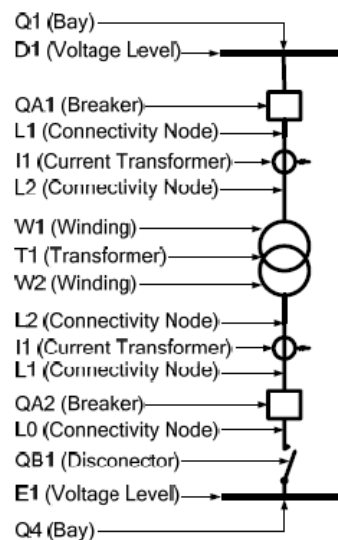 Q1 (Bay)
D1 (Voltage Level)
QA1 (Breaker)
L1 (Connectivity Node)
I1 (Current Transformer)
L2 (Connectivity Node)
W1 (Winding)
T1 (Transformer)
W2 (Winding)
L2 (Connectivity Node)
I1 (Current Transformer)
L1 (Connectivity Node)
QA2 (Breaker)
L0 (Connectivity Node)
QB1 (Disconector)
E1 (Voltage Level)
Q4 (Bay)